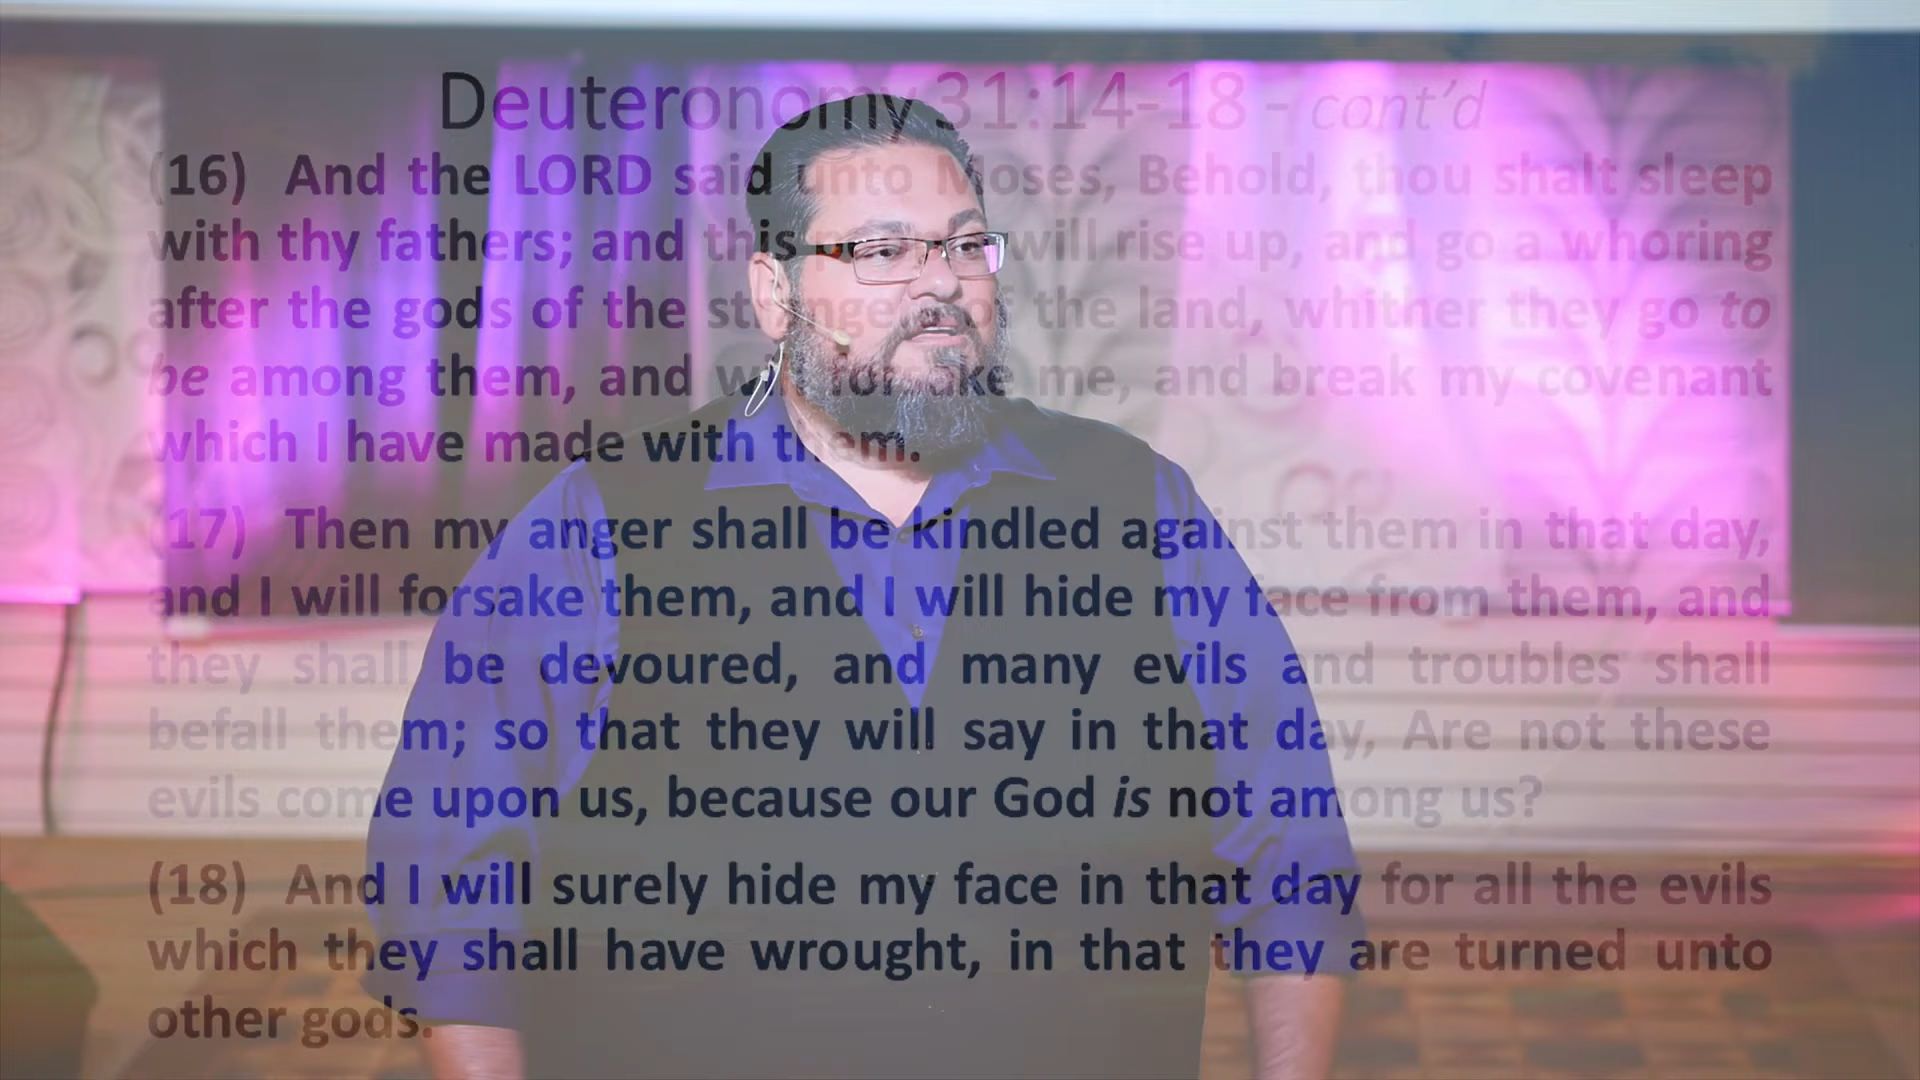 Deuteronomy 31:14-18 - cont'd
(16) And the LORD said unto Moses, Behold, thou shalt sleep
with thy fathers; and this will rise up, and go a whoring
after the gods of the strangers of the land, whither they go to
be among them, and will forsake me, and break my covenant
which I have made with them.
(17) Then my anger shall be kindled against them in that day,
and I will forsake them, and I will hide my face from them, and
they shall be devoured, and many evils and troubles shall
befall them; so that they will say in that day, Are not these
evils come upon us, because our God is not among us?
(18) And I will surely hide my face in that day for all the evils
which they shall have wrought, in that they are turned unto
other gods.